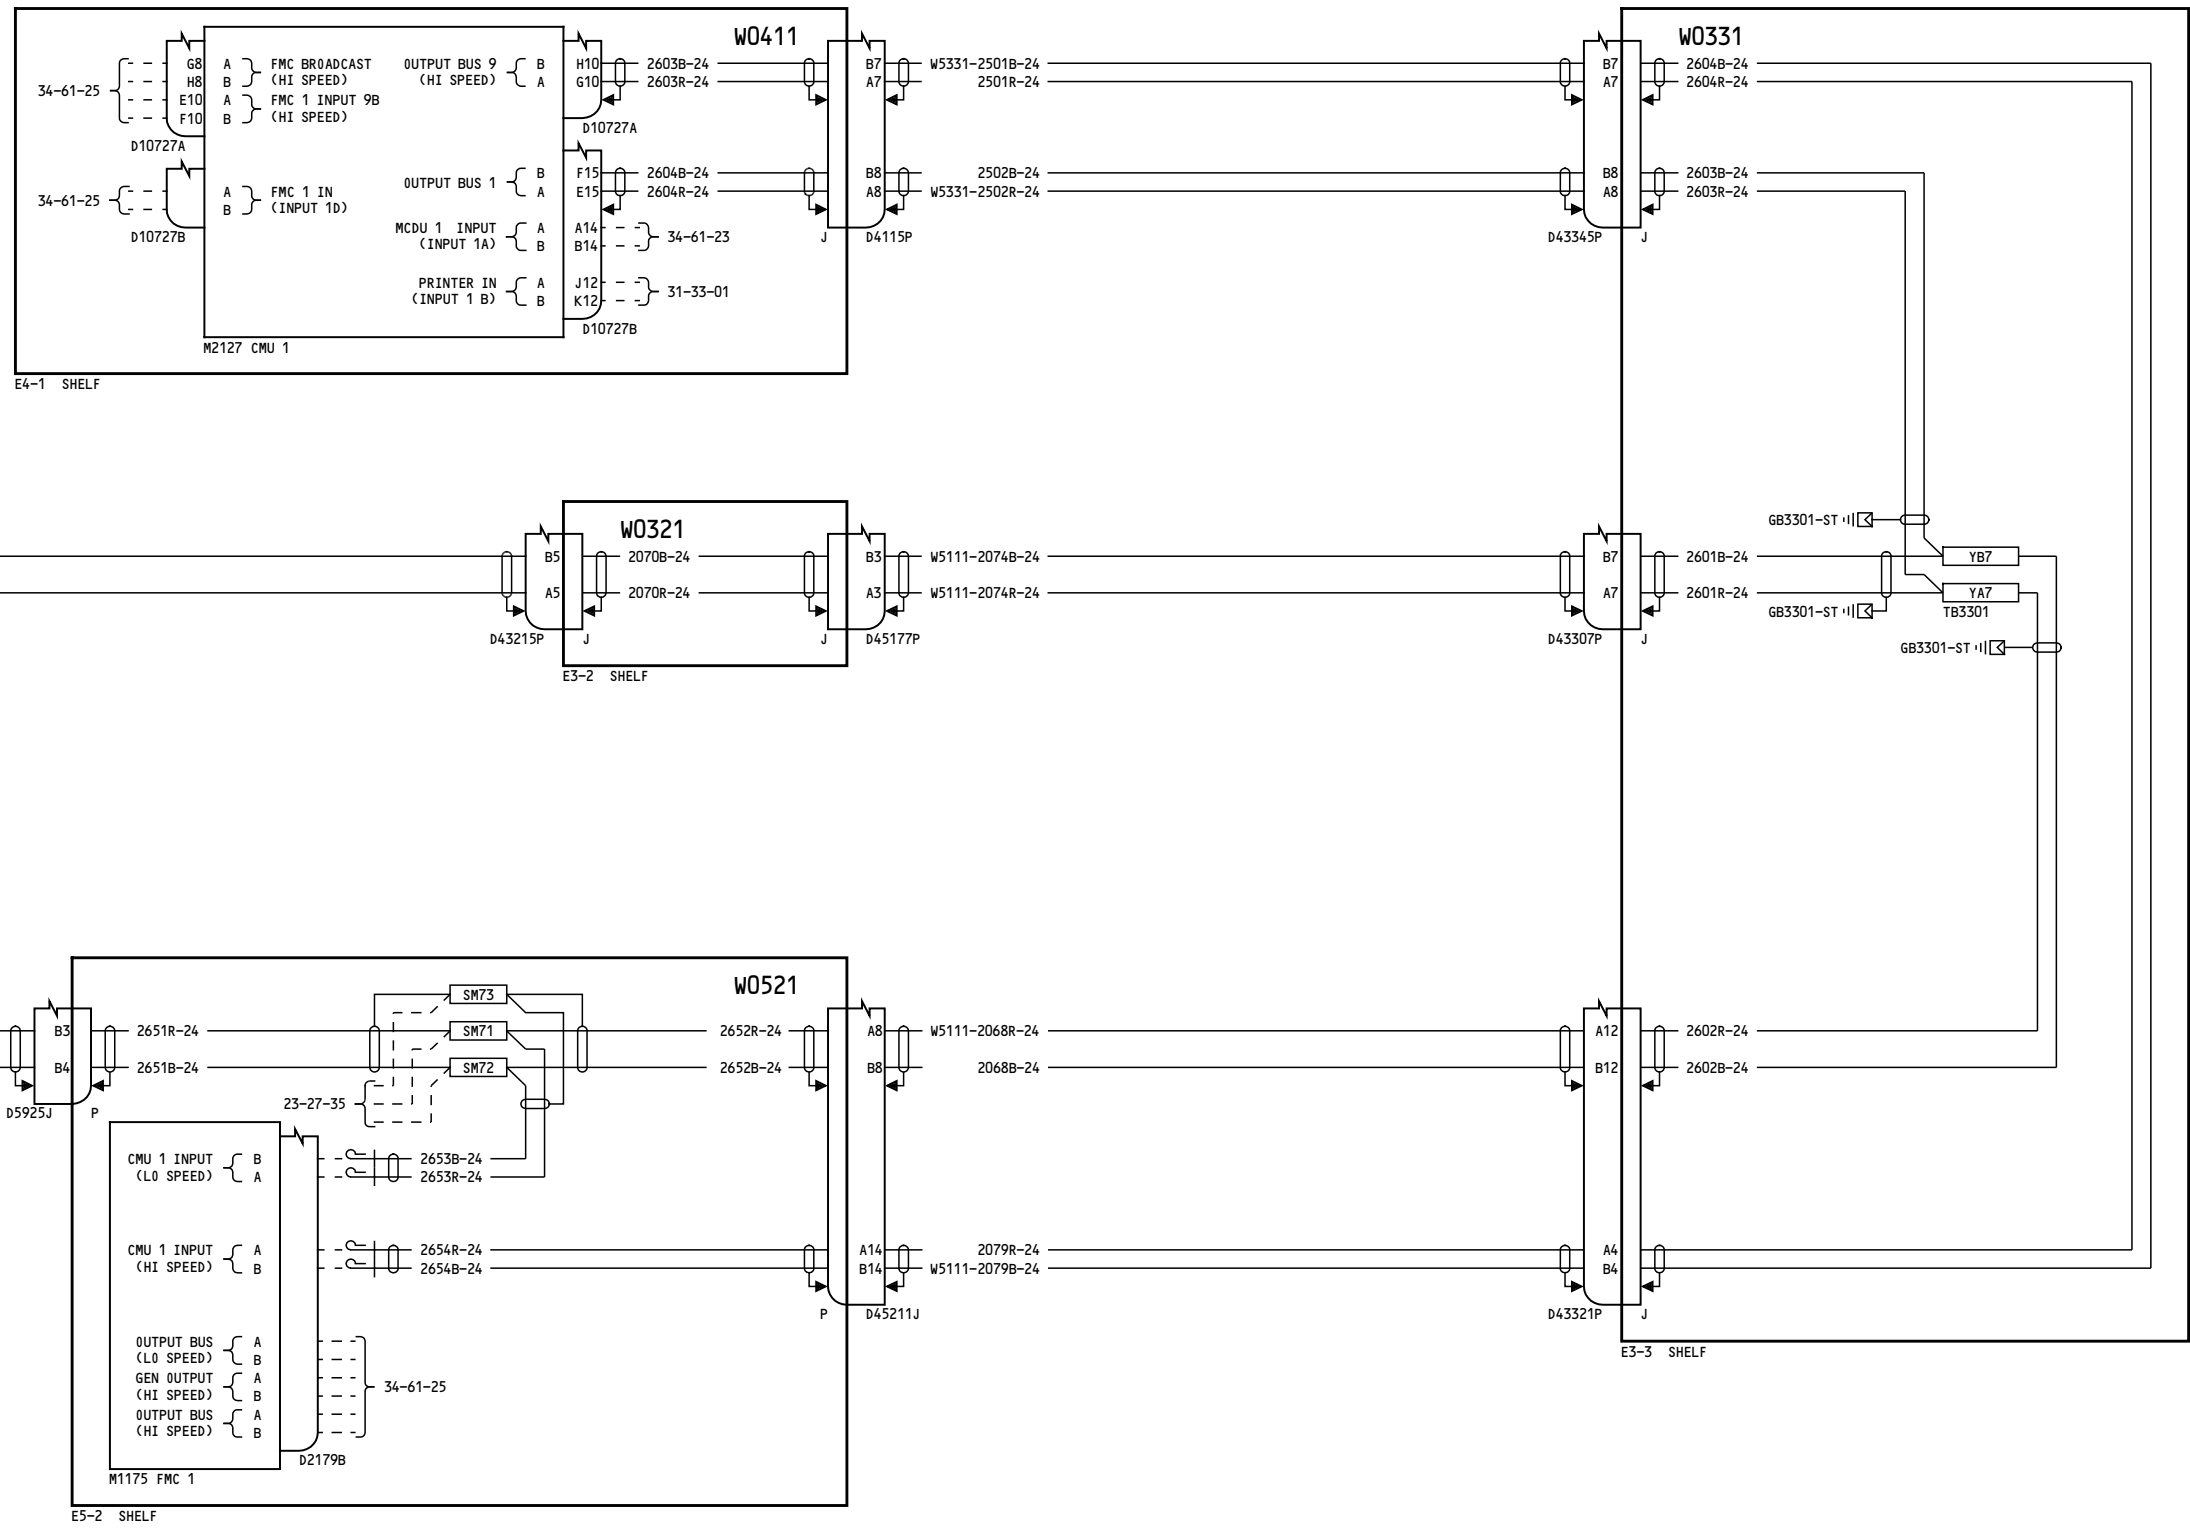 W0411
W0331
34-61-25
G8 A FMC BROADCAST
H8 B (HI SPEED)
E10 A FMC 1 INPUT 9B
F10 B (HI SPEED)
D10727A
OUTPUT BUS 9 B H10 2603B-24
(HI SPEED) A G10 2603R-24
D10727A
B7 W5331-2501B-24 B7 2604B-24
A7 2501R-24 A7 2604R-24
34-61-25
A FMC 1 IN
B (INPUT 1D)
D10727B
OUTPUT BUS 1 B F15 2604B-24
A E15 2604R-24
B8 2502B-24 B8 2603B-24
A8 W5331-2502R-24 A8 2603R-24
J D4115P D43345P J
MCDU 1 INPUT A A14
(INPUT 1A) B B14
34-61-23
PRINTER IN A J12
(INPUT 1 B) B K12
31-33-01
D10727B
M2127 CMU 1
E4-1 SHELF
W0321
GB3301-ST
B5 2070B-24 B3 W5111-2074B-24 B7 2601B-24 YB7
A5 2070R-24 A3 W5111-2074R-24 A7 2601R-24 YA7
GB3301-ST TB3301
D43215P J J D45177P D43307P J
GB3301-ST
E3-2 SHELF
W0521
SM73
B3 2651R-24 SM71 2652R-24 A8 W5111-2068R-24 A12 2602R-24
B4 2651B-24 SM72 2652B-24 B8 2068B-24 B12 2602B-24
23-27-35
D5925J P
CMU 1 INPUT B 2653B-24
(LO SPEED) A 2653R-24
CMU 1 INPUT A 2654R-24 A14 2079R-24 A4
(HI SPEED) B 2654B-24 B14 W5111-2079B-24 B4
P D45211J D43321P J
OUTPUT BUS A
(LO SPEED) B
GEN OUTPUT A
(HI SPEED) B
OUTPUT BUS A
(HI SPEED) B
34-61-25
D2179B
M1175 FMC 1
E5-2 SHELF
E3-3 SHELF